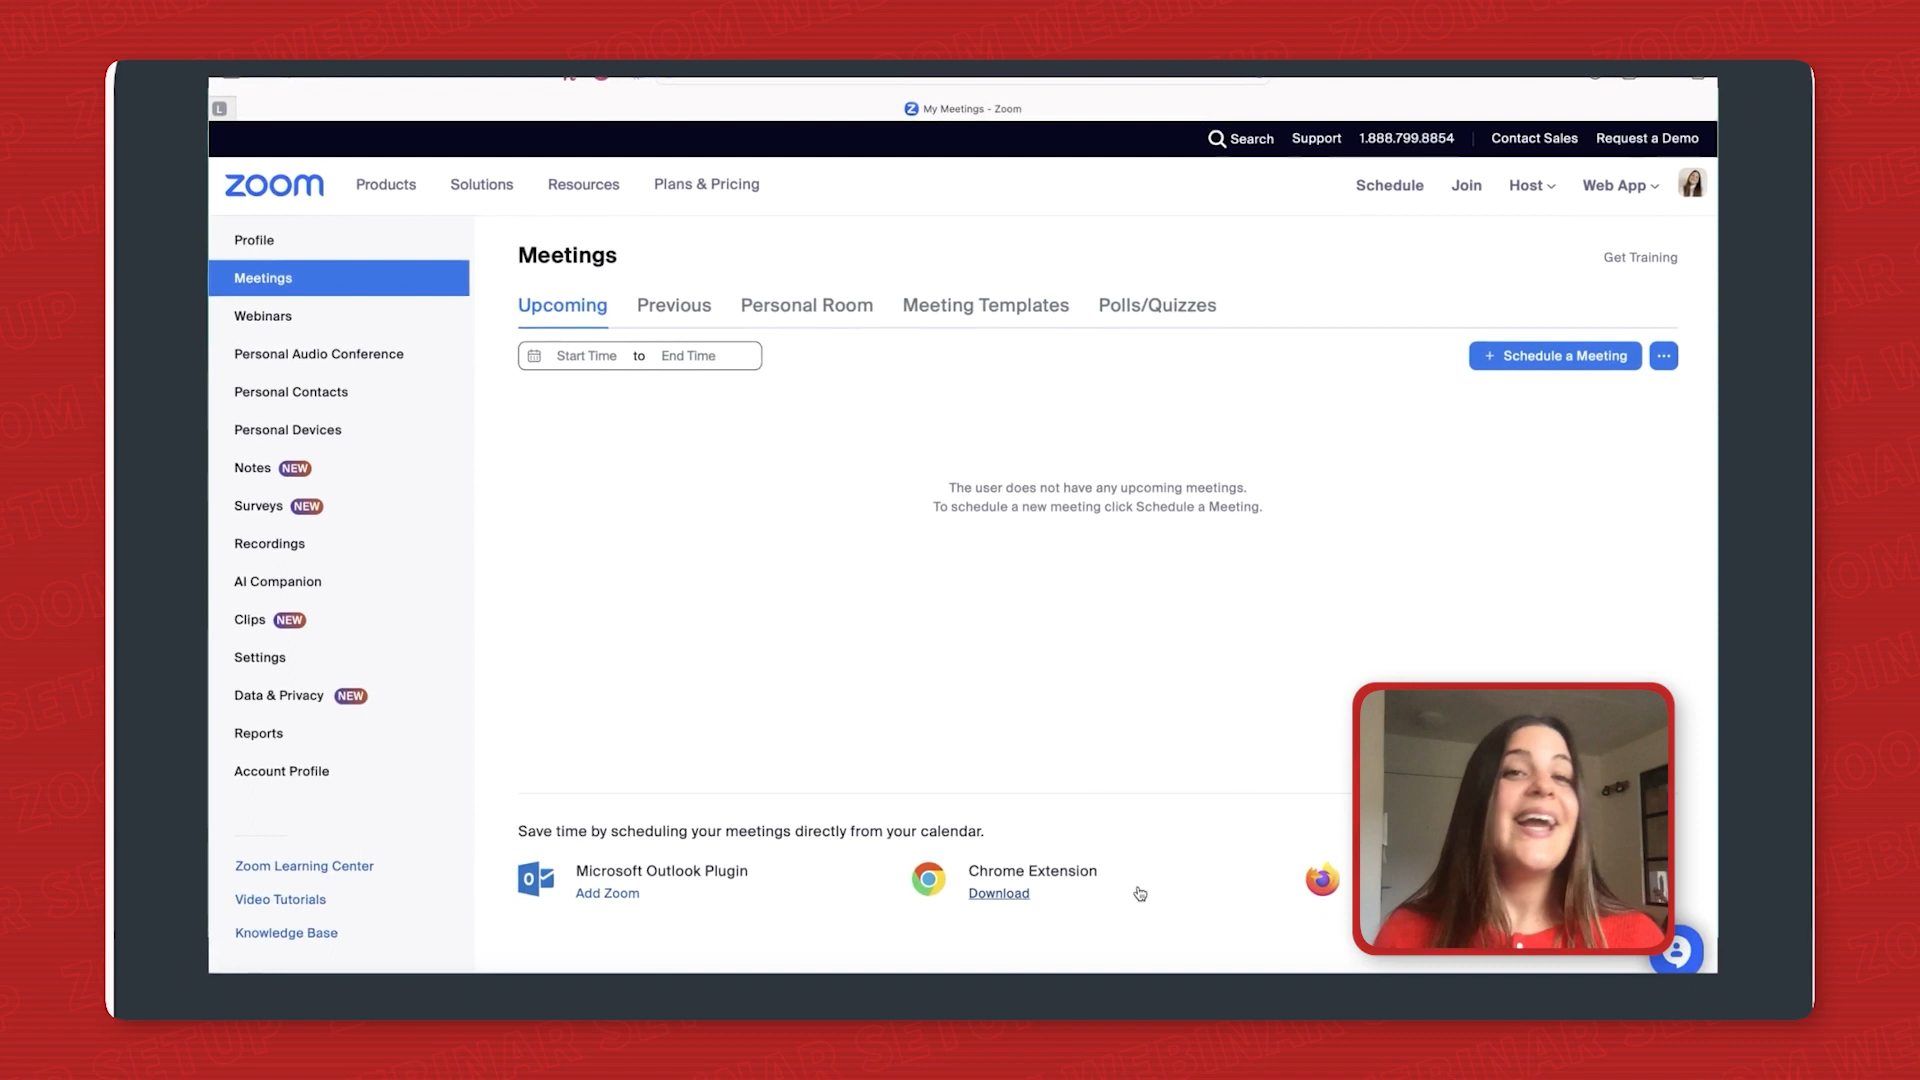 L
My Meetings - Zoom
Search Support 1.888.799.8854 Contact Sales Request a Demo
zoom Products Solutions Resources Plans & Pricing Schedule Join Host Web App
Profile
Meetings
Webinars
Personal Audio Conference
Personal Contacts
Personal Devices
Notes NEW
Surveys NEW
Recordings
AI Companion
Clips NEW
Settings
Data & Privacy NEW
Reports
Account Profile
Zoom Learning Center
Video Tutorials
Knowledge Base
Meetings
Get Training
Upcoming Previous Personal Room Meeting Templates Polls/Quizzes
Start Time to End Time
+ Schedule a Meeting
The user does not have any upcoming meetings.
To schedule a new meeting click Schedule a Meeting.
Save time by scheduling your meetings directly from your calendar.
Microsoft Outlook Plugin
Add Zoom
Chrome Extension
Download
ZOOM WEBINAR SETUP